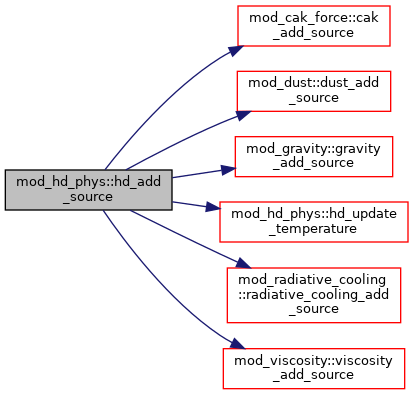 mod_cak_force::cak
_add_source
mod_dust::dust_add
_source
mod_gravity::gravity
_add_source
mod_hd_phys::hd_add
_source
mod_hd_phys::hd_update
_temperature
mod_radiative_cooling
::radiative_cooling_add
_source
mod_viscosity::viscosity
_add_source